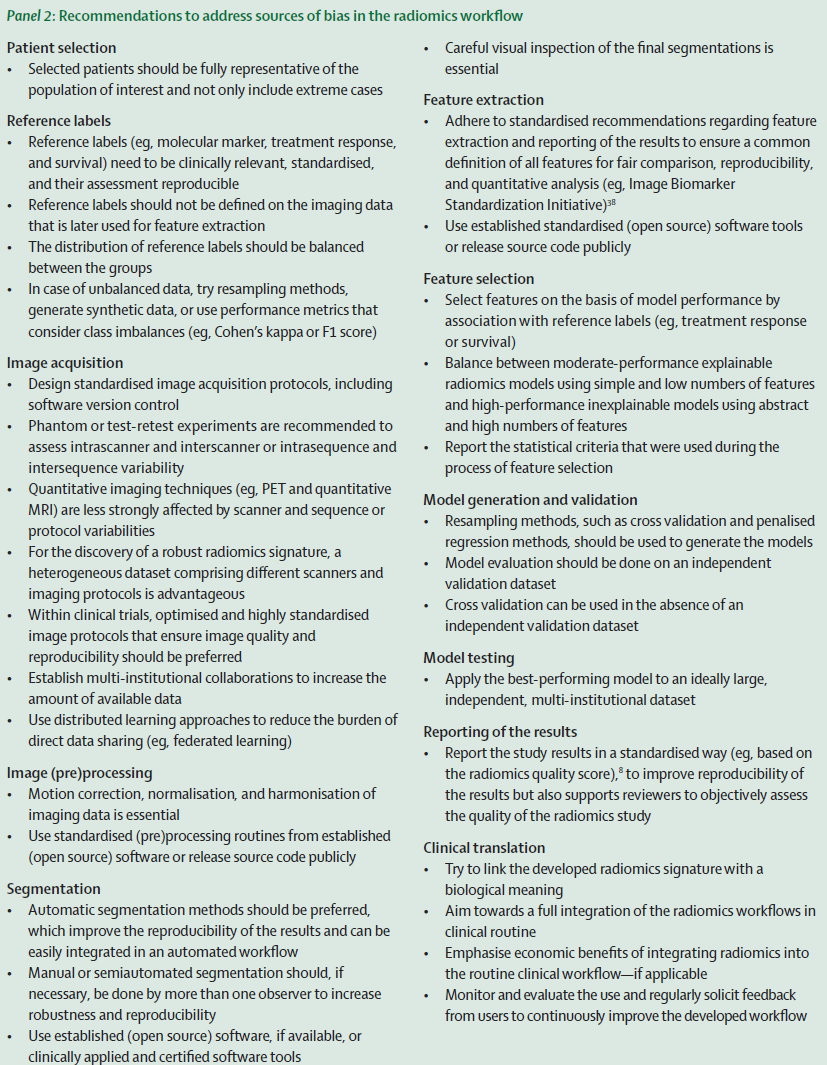 Panel 2: Recommendations to address sources of bias in the radiomics workflow
Patient selection
• Selected patients should be fully representative of the
population of interest and not only include extreme cases
Reference labels
• Reference labels (eg, molecular marker, treatment response,
and survival) need to be clinically relevant, standardised,
and their assessment reproducible
• Reference labels should not be defined on the imaging data
that is later used for feature extraction
• The distribution of reference labels should be balanced
between the groups
• In case of unbalanced data, try resampling methods,
generate synthetic data, or use performance metrics that
consider class imbalances (eg, Cohen's kappa or F1 score)
Image acquisition
• Design standardised image acquisition protocols, including
software version control
• Phantom or test-retest experiments are recommended to
assess intrascanner and interscanner or intrasequence and
intersequence variability
• Quantitative imaging techniques (eg, PET and quantitative
MRI) are less strongly affected by scanner and sequence or
protocol variabilities
• For the discovery of a robust radiomics signature, a
heterogeneous dataset comprising different scanners and
imaging protocols is advantageous
• Within clinical trials, optimised and highly standardised
image protocols that ensure image quality and
reproducibility should be preferred
• Establish multi-institutional collaborations to increase the
amount of available data
• Use distributed learning approaches to reduce the burden of
direct data sharing (eg, federated learning)
Image (pre)processing
• Motion correction, normalisation, and harmonisation of
imaging data is essential
• Use standardised (pre)processing routines from established
(open source) software or release source code publicly
Segmentation
• Automatic segmentation methods should be preferred,
which improve the reproducibility of the results and can be
easily integrated in an automated workflow
• Manual or semiautomated segmentation should, if
necessary, be done by more than one observer to increase
robustness and reproducibility
• Use established (open source) software, if available, or
clinically applied and certified software tools
• Careful visual inspection of the final segmentations is
essential
Feature extraction
• Adhere to standardised recommendations regarding feature
extraction and reporting of the results to ensure a common
definition of all features for fair comparison, reproducibility,
and quantitative analysis (eg, Image Biomarker
Standardization Initiative)³⁸
• Use established standardised (open source) software tools
or release source code publicly
Feature selection
• Select features on the basis of model performance by
association with reference labels (eg, treatment response
or survival)
• Balance between moderate-performance explainable
radiomics models using simple and low numbers of features
and high-performance inexplainable models using abstract
and high numbers of features
• Report the statistical criteria that were used during the
process of feature selection
Model generation and validation
• Resampling methods, such as cross validation and penalised
regression methods, should be used to generate the models
• Model evaluation should be done on an independent
validation dataset
• Cross validation can be used in the absence of an
independent validation dataset
Model testing
• Apply the best-performing model to an ideally large,
independent, multi-institutional dataset
Reporting of the results
• Report the study results in a standardised way (eg, based on
the radiomics quality score),⁸ to improve reproducibility of
the results but also supports reviewers to objectively assess
the quality of the radiomics study
Clinical translation
• Try to link the developed radiomics signature with a
biological meaning
• Aim towards a full integration of the radiomics workflows in
clinical routine
• Emphasise economic benefits of integrating radiomics into
the routine clinical workflow—if applicable
• Monitor and evaluate the use and regularly solicit feedback
from users to continuously improve the developed workflow